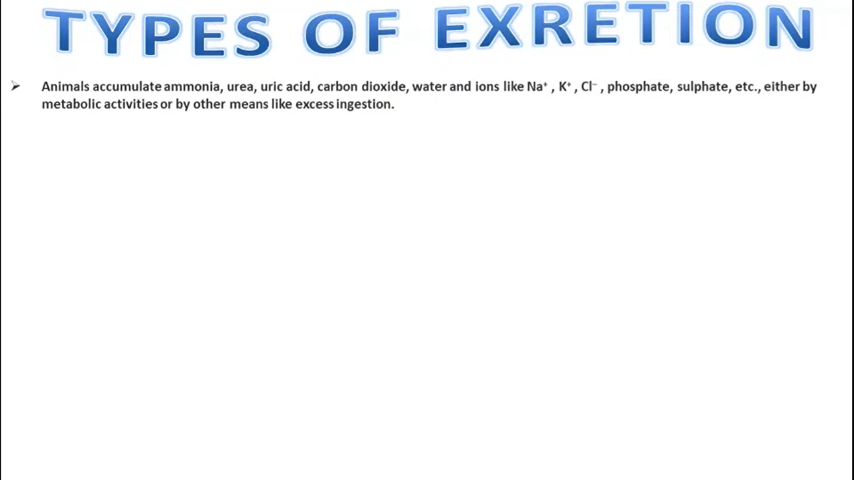 TYPES OF EXRETION
➢ Animals accumulate ammonia, urea, uric acid, carbon dioxide, water and ions like Na⁺ , K⁺ , Cl⁻ , phosphate, sulphate, etc., either by
metabolic activities or by other means like excess ingestion.